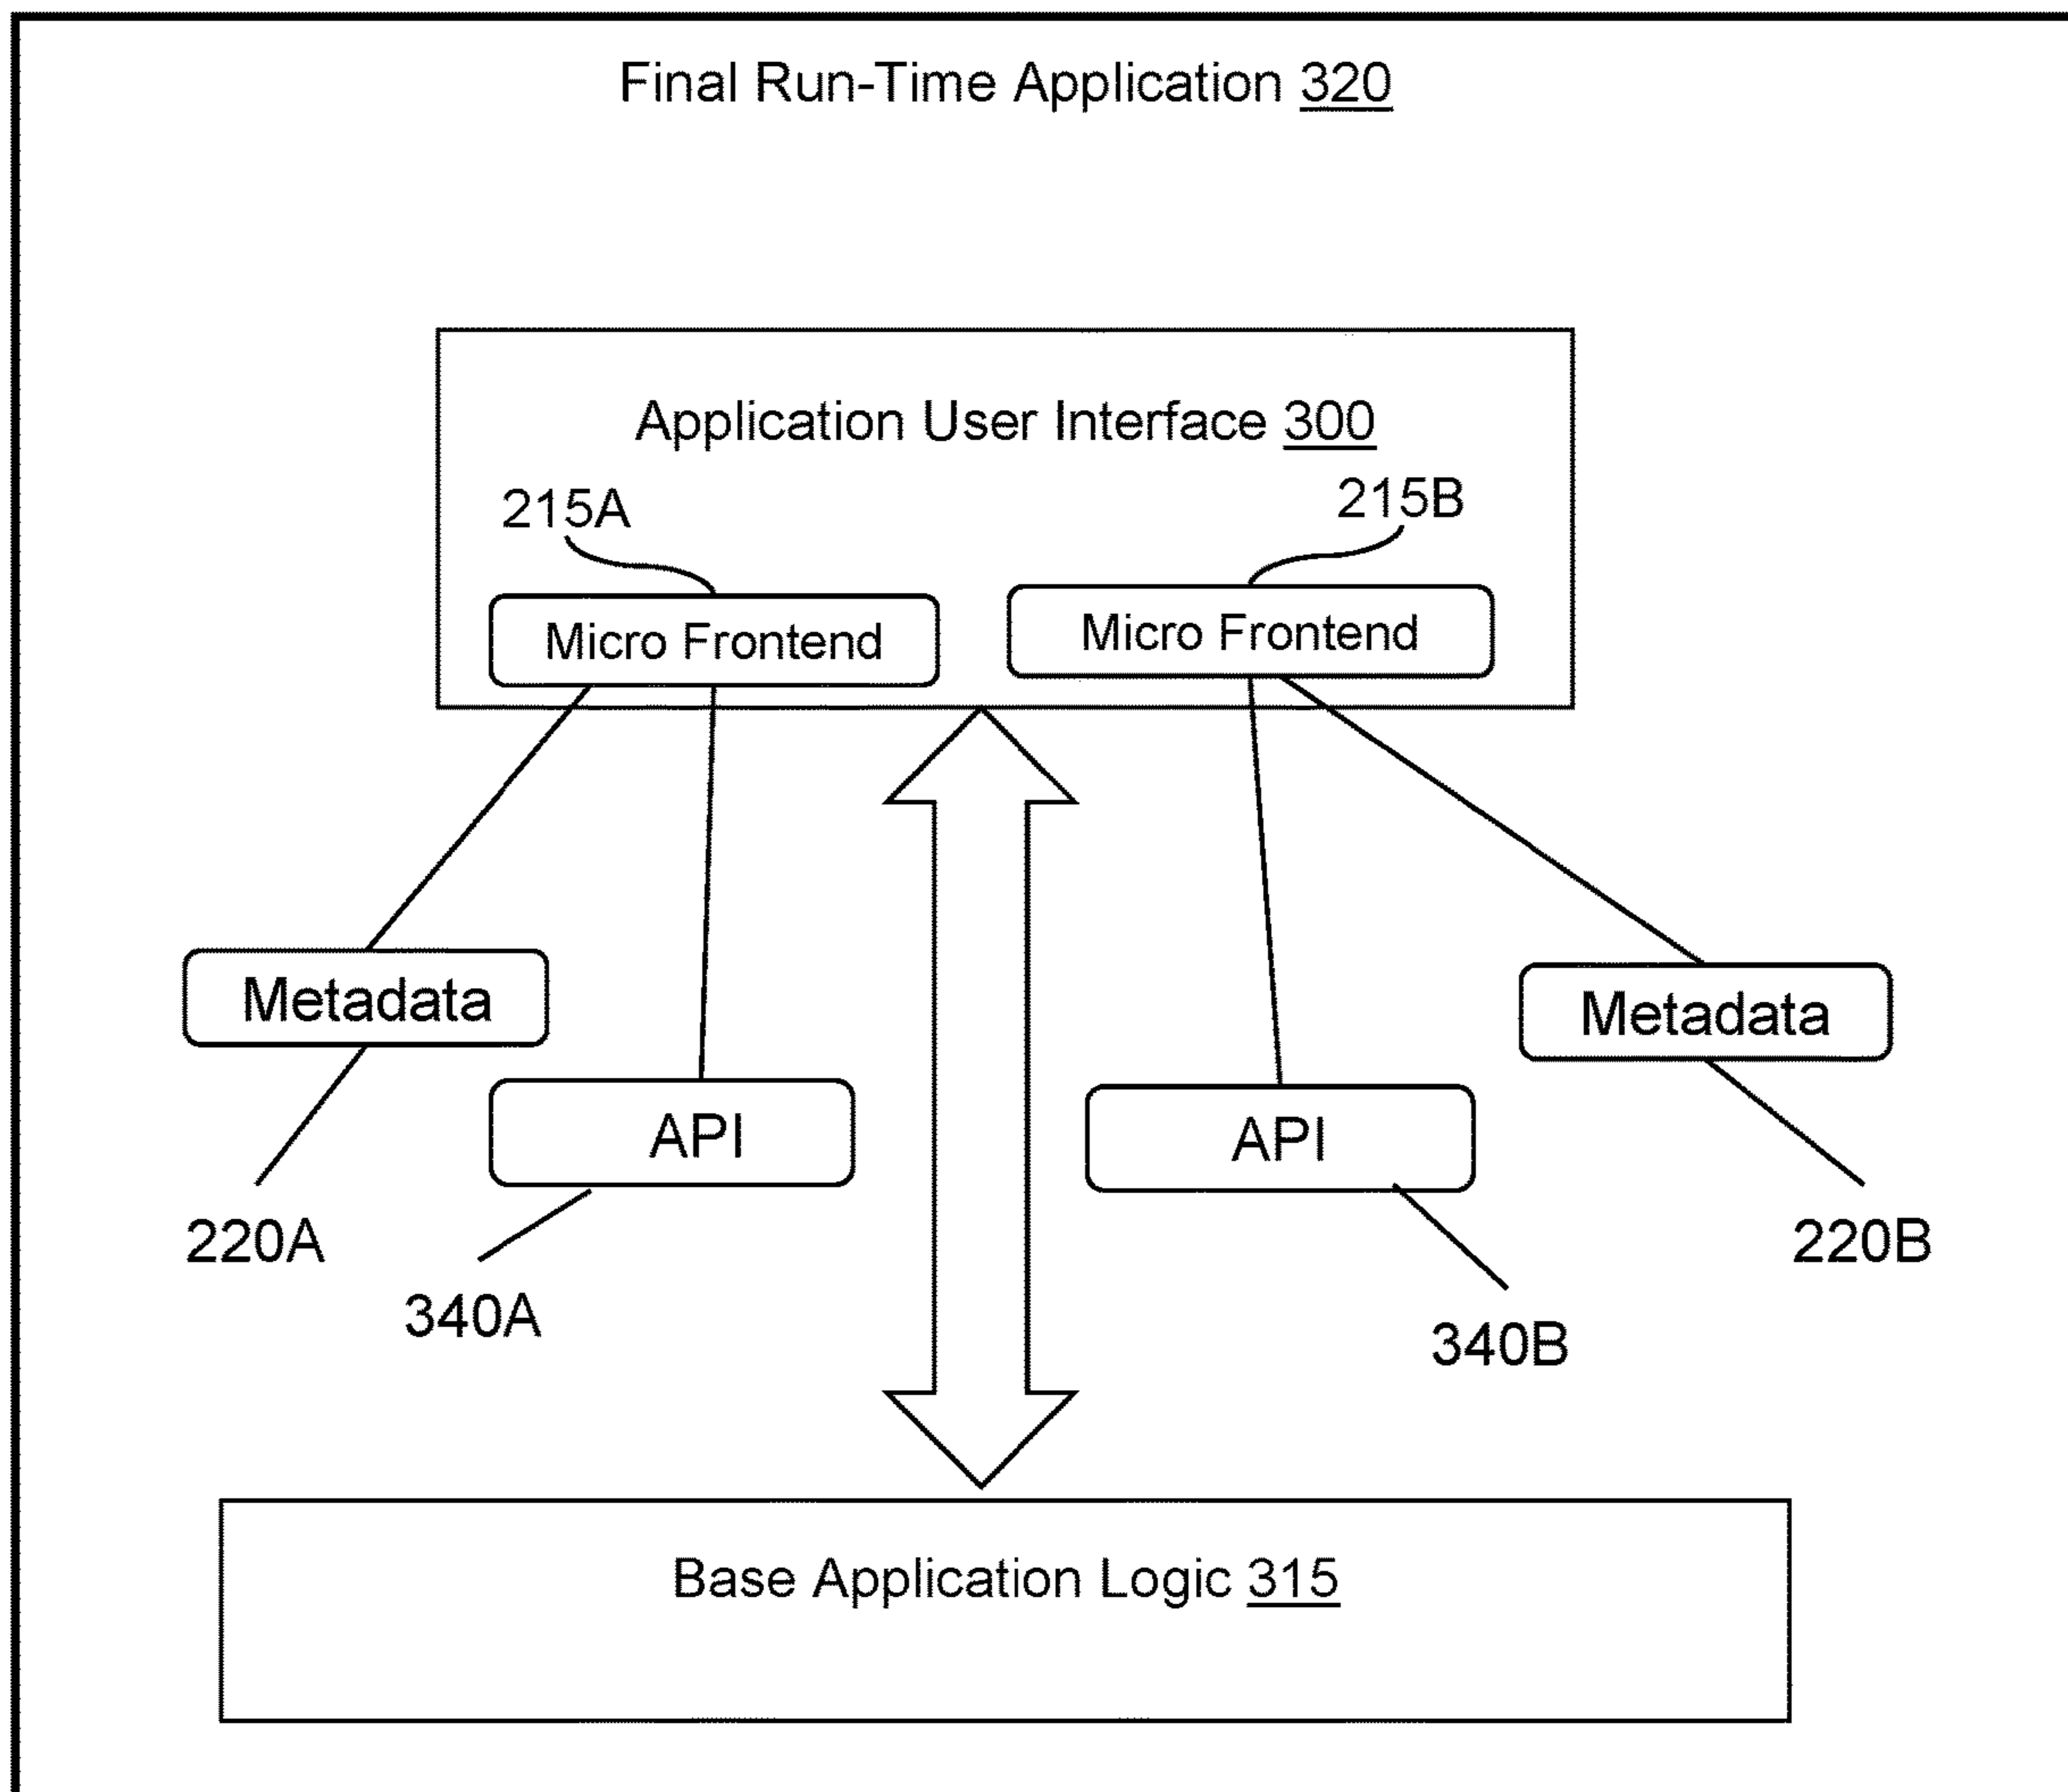 Final Run-Time Application 320
Application User Interface 300
215A
215B
Micro Frontend
Micro Frontend
Metadata
Metadata
API
API
220A
220B
340A
340B
Base Application Logic 315